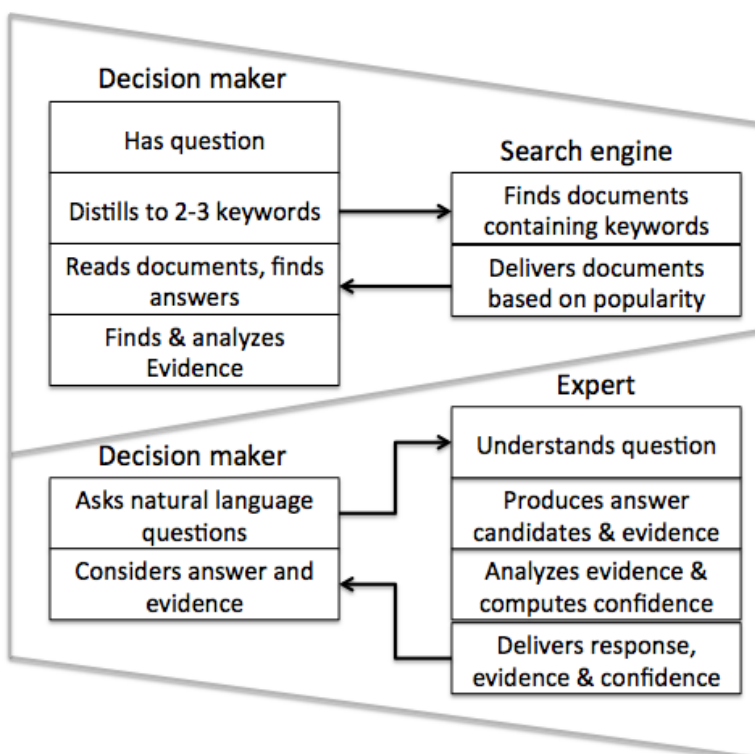 Decision maker
Has question
Distills to 2-3 keywords
Reads documents, finds
answers
Finds & analyzes
Evidence
Search engine
Finds documents
containing keywords
Delivers documents
based on popularity
Decision maker
Asks natural language
questions
Considers answer and
evidence
Expert
Understands question
Produces answer
candidates & evidence
Analyzes evidence &
computes confidence
Delivers response,
evidence & confidence